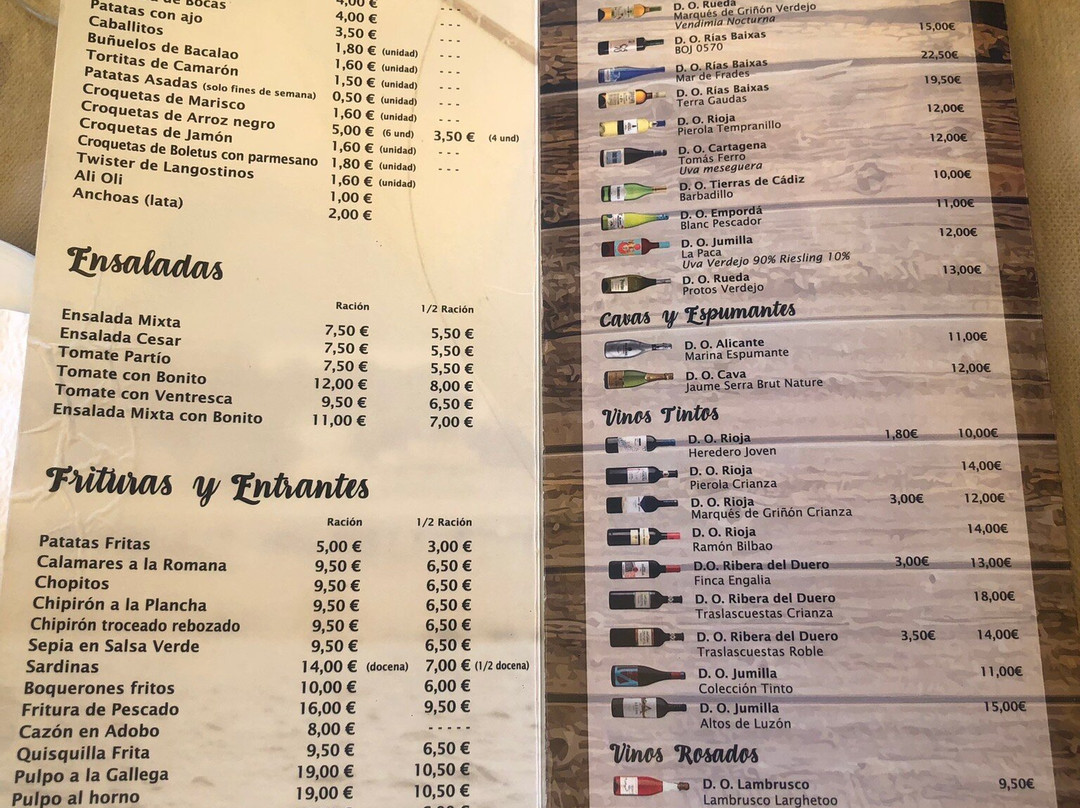 de Bocas
4,00 €
Patatas con ajo
4,00 €
Caballitos
3,50 € - - -
Buñuelos de Bacalao
1,80 € (unidad) - - -
Tortitas de Camarón
1,60 € (unidad) - - -
Patatas Asadas (solo fines de semana)
1,50 € (unidad) - - -
Croquetas de Marisco
0,50 € (unidad) - - -
Croquetas de Arroz negro
1,60 € (unidad) - - -
Croquetas de Jamón
5,00 € (6 und) 3,50 € (4 und)
Croquetas de Boletus con parmesano
1,60 € (unidad) - - -
Twister de Langostinos
1,80 € (unidad) - - -
Ali Oli
1,60 € (unidad)
Anchoas (lata)
1,00 €
2,00 €
Ensaladas
Ración 1/2 Ración
Ensalada Mixta 7,50 € 5,50 €
Ensalada Cesar 7,50 € 5,50 €
Tomate Partío 7,50 € 5,50 €
Tomate con Bonito 12,00 € 8,00 €
Tomate con Ventresca 9,50 € 6,50 €
Ensalada Mixta con Bonito 11,00 € 7,00 €
Frituras y Entrantes
Ración 1/2 Ración
Patatas Fritas 5,00 € 3,00 €
Calamares a la Romana 9,50 € 6,50 €
Chopitos 9,50 € 6,50 €
Chipirón a la Plancha 9,50 € 6,50 €
Chipirón troceado rebozado 9,50 € 6,50 €
Sepia en Salsa Verde 9,50 € 6,50 €
Sardinas 14,00 € (docena) 7,00 € (1/2 docena)
Boquerones fritos 10,00 € 6,00 €
Fritura de Pescado 16,00 € 9,50 €
Cazón en Adobo 8,00 € - - - - -
Quisquilla Frita 9,50 € 6,50 €
Pulpo a la Gallega 19,00 € 10,50 €
Pulpo al horno 19,00 € 10,50 €
D. O. Rueda
Marqués de Griñón Verdejo
Vendimia Nocturna
D. O. Rías Baixas 15,00€
BOJ 0570
D. O. Rías Baixas 22,50€
Mar de Frades
D. O. Rías Baixas 19,50€
Terra Gaudas
D. O. Rioja 12,00€
Pierola Tempranillo
D. O. Cartagena 12,00€
Tomás Ferro
Uva meseguera
D. O. Tierras de Cádiz 10,00€
Barbadillo
D. O. Empordá 11,00€
Blanc Pescador
D. O. Jumilla 12,00€
La Paca
Uva Verdejo 90% Riesling 10%
D. O. Rueda 13,00€
Protos Verdejo
Cavas y Espumantes
D. O. Alicante 11,00€
Marina Espumante
D. O. Cava 12,00€
Jaume Serra Brut Nature
Vinos Tintos
D. O. Rioja 1,80€ 10,00€
Heredero Joven
D. O. Rioja 14,00€
Pierola Crianza
D. O. Rioja 3,00€ 12,00€
Marqués de Griñón Crianza
D. O. Rioja 14,00€
Ramón Bilbao
D.O. Ribera del Duero 3,00€ 13,00€
Finca Engalia
D. O. Ribera del Duero 18,00€
Traslascuestas Crianza
D. O. Ribera del Duero 3,50€ 14,00€
Traslascuestas Roble
D. O. Jumilla 11,00€
Colección Tinto
D. O. Jumilla 15,00€
Altos de Luzón
Vinos Rosados
D. O. Lambrusco 9,50€
Lambrusco Larghetoo